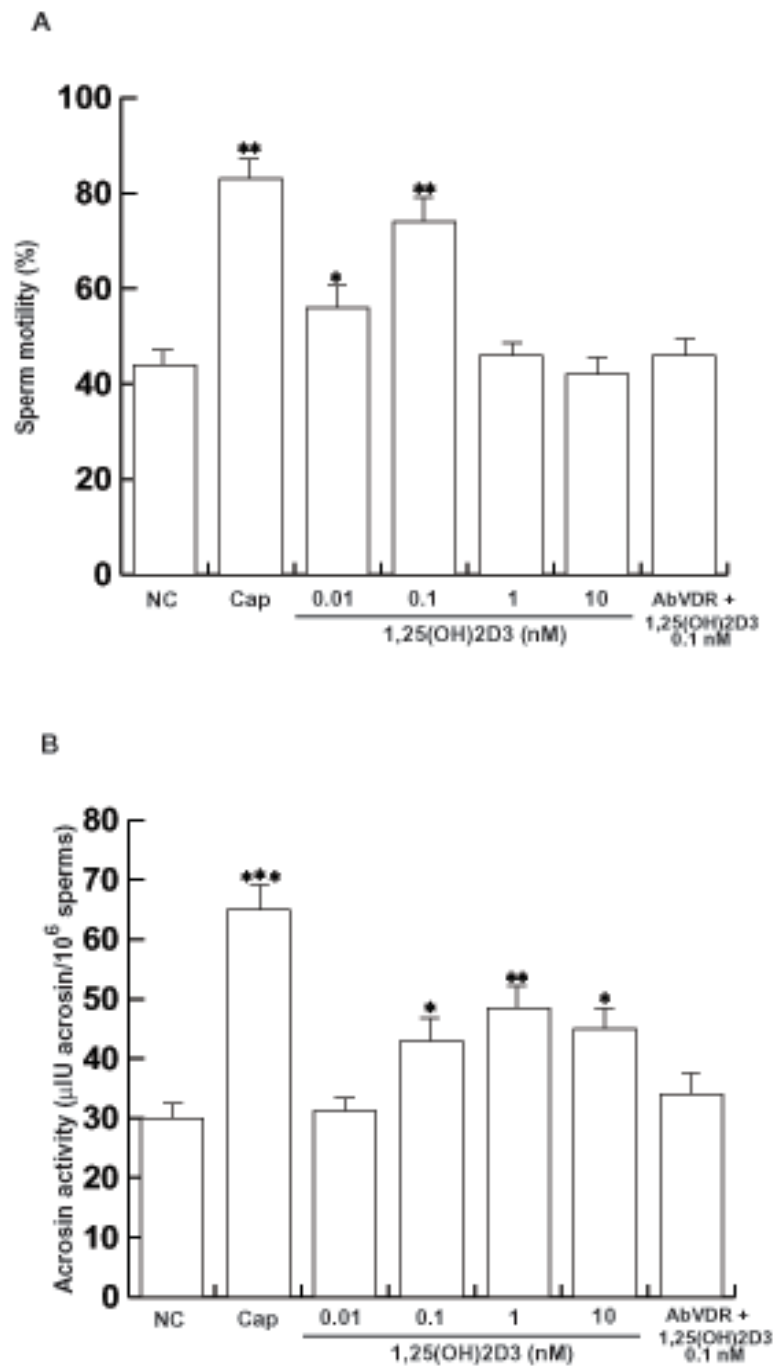 A
Sperm motility (%)
100
80
60
40
20
0
**
*
**
NC Cap 0.01 0.1 1 10 AbVDR +
1,25(OH)2D3 (nM) 1,25(OH)2D3
0.1 nM
B
Acrosin activity (µIU acrosin/10⁶ sperms)
80
70
60
50
40
30
20
10
0
***
*
**
*
NC Cap 0.01 0.1 1 10 AbVDR +
1,25(OH)2D3 (nM) 1,25(OH)2D3
0.1 nM